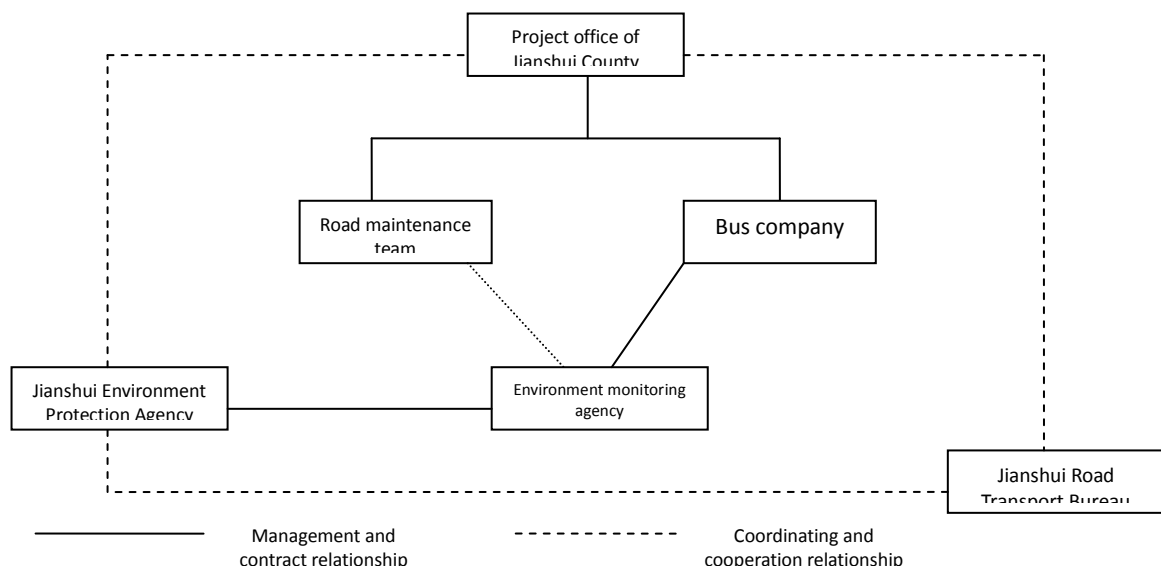 Project office of
Jianshui County
Road maintenance
team
Bus company
Jianshui Environment
Protection Agency
Environment monitoring
agency
Jianshui Road
Transport Bureau
Management and
contract relationship
Coordinating and
cooperation relationship